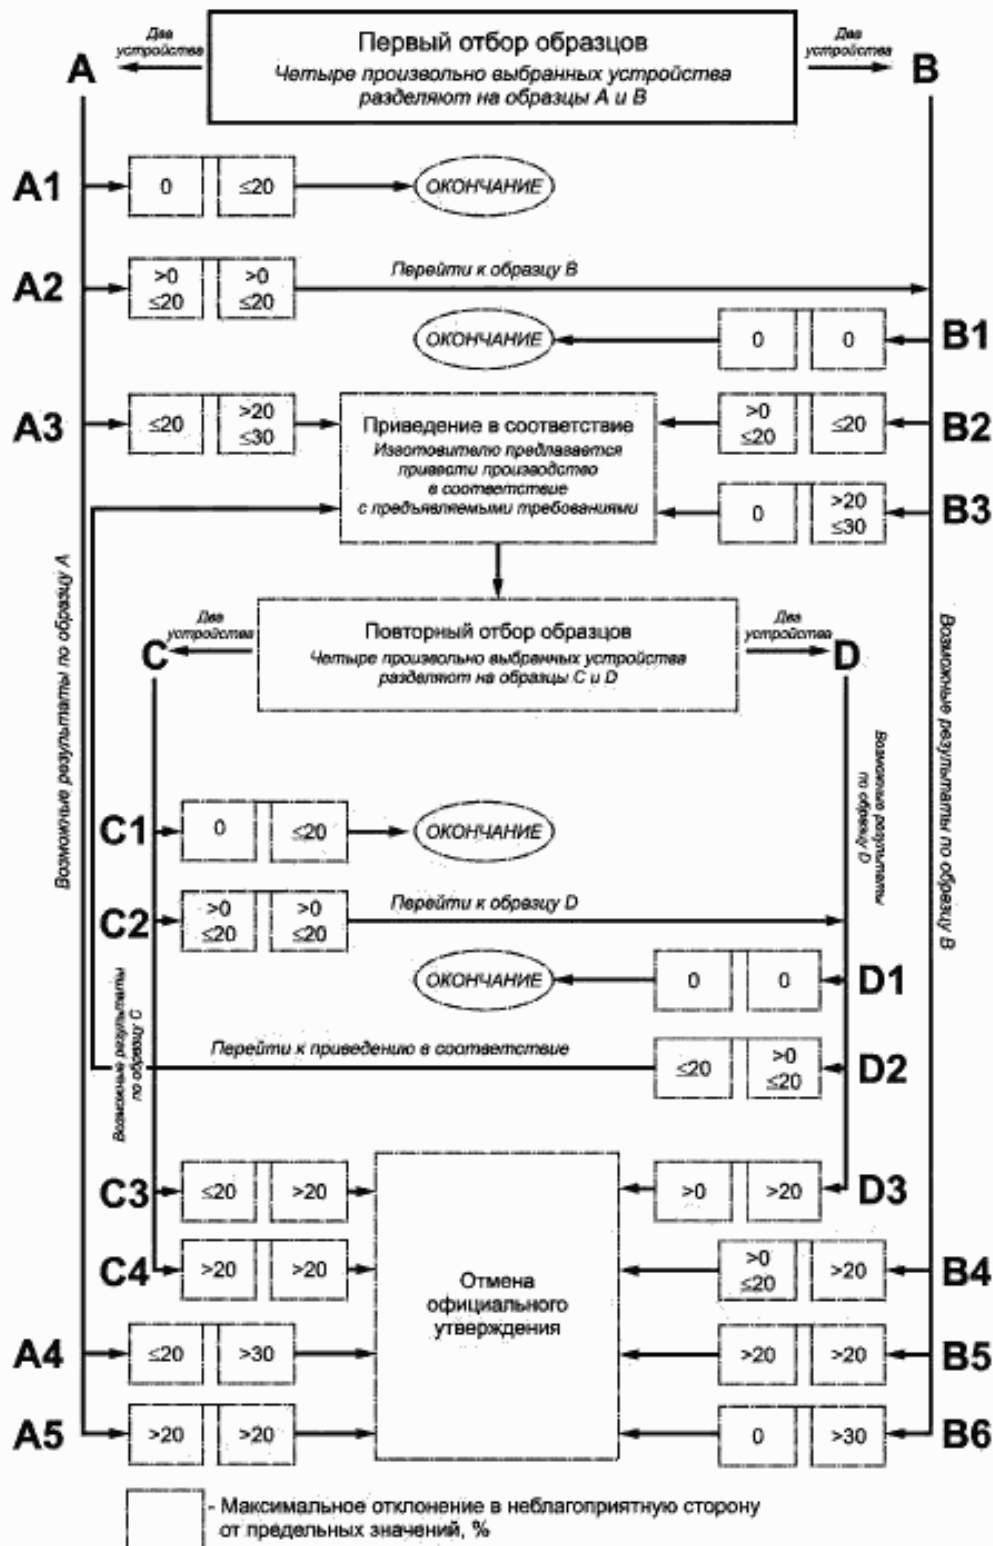 Два
устройства
Первый отбор образцов
Четыре произвольно выбранных устройства
разделяют на образцы А и В
Два
устройства
A
B
A1
0
≤20
ОКОНЧАНИЕ
A2
>0
≤20
>0
≤20
Перейти к образцу В
ОКОНЧАНИЕ
0
0
B1
A3
≤20
>20
≤30
Приведение в соответствие
Изготовителю предлагается
привести производство
в соответствие
с предъявляемыми требованиями
>0
≤20
≤20
B2
0
>20
≤30
B3
Возможные результаты по образцу А
Возможные результаты по образцу В
Два
устройства
C
Повторный отбор образцов
Четыре произвольно выбранных устройства
разделяют на образцы С и D
Два
устройства
D
Возможные результаты
по образцу D
C1
0
≤20
ОКОНЧАНИЕ
C2
>0
≤20
>0
≤20
Перейти к образцу D
Возможные результаты
по образцу С
ОКОНЧАНИЕ
0
0
D1
Перейти к приведению в соответствие
≤20
>0
≤20
D2
C3
≤20
>20
>0
>20
D3
C4
>20
>20
Отмена
официального
утверждения
>0
≤20
>20
B4
A4
≤20
>30
>20
>20
B5
A5
>20
>20
0
>30
B6
- Максимальное отклонение в неблагоприятную сторону
от предельных значений, %